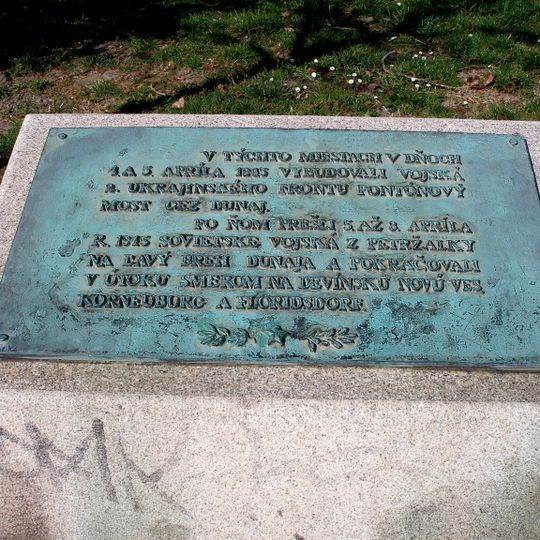 V TÝCHTO MIESTACH V DŇOCH
4. A 5. APRÍLA 1945 VYBUDOVALI VOJSKÁ
2. UKRAJINSKÉHO FRONTU PONTÓNOVÝ
MOST CEZ DUNAJ.
PO ŇOM PREŠLI 5. AŽ 8. APRÍLA
R. 1945 SOVIETSKE VOJSKÁ Z PETRŽALKY
NA ĽAVÝ BREH DUNAJA A POKRAČOVALI
V ÚTOKU SMEROM NA DEVÍNSKU NOVÚ VES
KORNEUBURG A FLORIDSDORF.